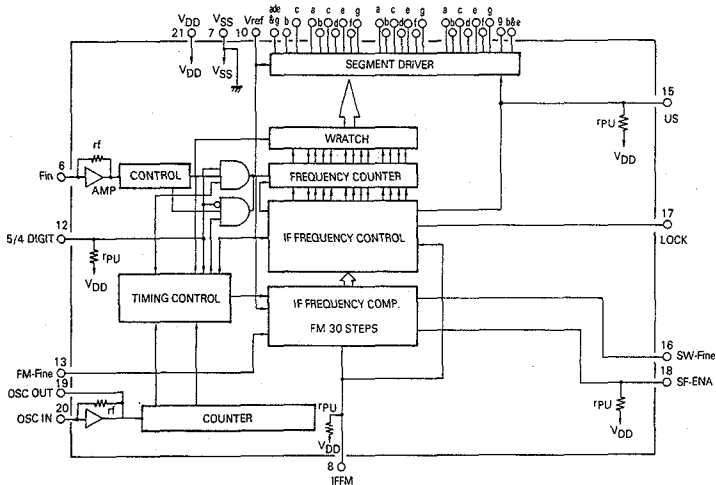 VDD VSS Vref
21 7 10
ade &g b c a b c d e f g a b c d e f g a b c d e f g g b&e
VDD VSS
SEGMENT DRIVER
15
US
rPU
VDD
WRATCH
rf
6
Fin
AMP
CONTROL
FREQUENCY COUNTER
12
5/4 DIGIT
rPU
VDD
IF FREQUENCY CONTROL
17
LOCK
TIMING CONTROL
IF FREQUENCY COMP.
FM 30 STEPS
13
FM-Fine
16
SW-Fine
18
SF-ENA
19
OSC OUT
rf
20
OSC IN
COUNTER
rPU
VDD
rPU
VDD
8
IFFM